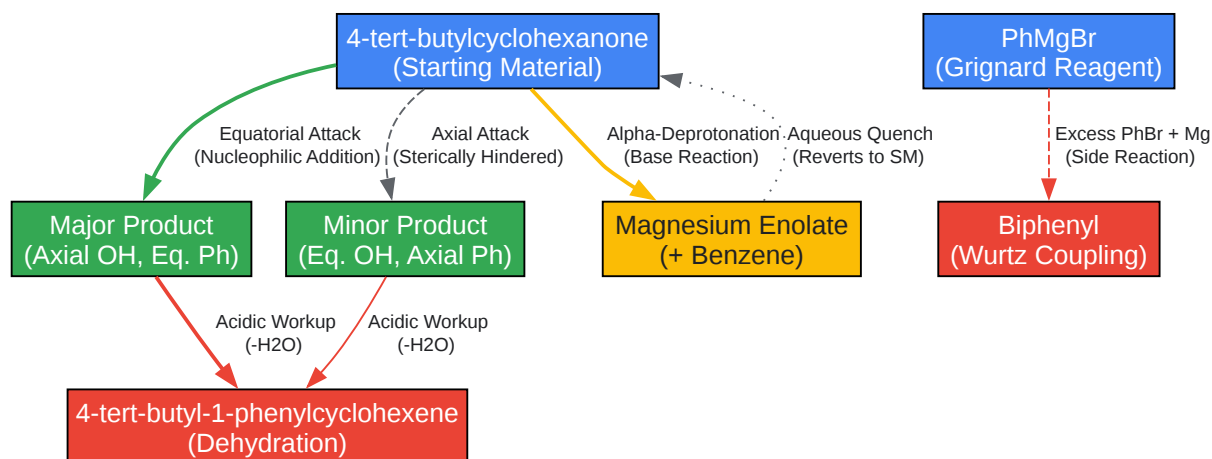 4-tert-butylcyclohexanone
(Starting Material)
PhMgBr
(Grignard Reagent)
Equatorial Attack
(Nucleophilic Addition)
Axial Attack
(Sterically Hindered)
Alpha-Deprotonation
(Base Reaction)
Aqueous Quench
(Reverts to SM)
Excess PhBr + Mg
(Side Reaction)
Major Product
(Axial OH, Eq. Ph)
Minor Product
(Eq. OH, Axial Ph)
Magnesium Enolate
(+ Benzene)
Biphenyl
(Wurtz Coupling)
Acidic Workup
(-H2O)
Acidic Workup
(-H2O)
4-tert-butyl-1-phenylcyclohexene
(Dehydration)